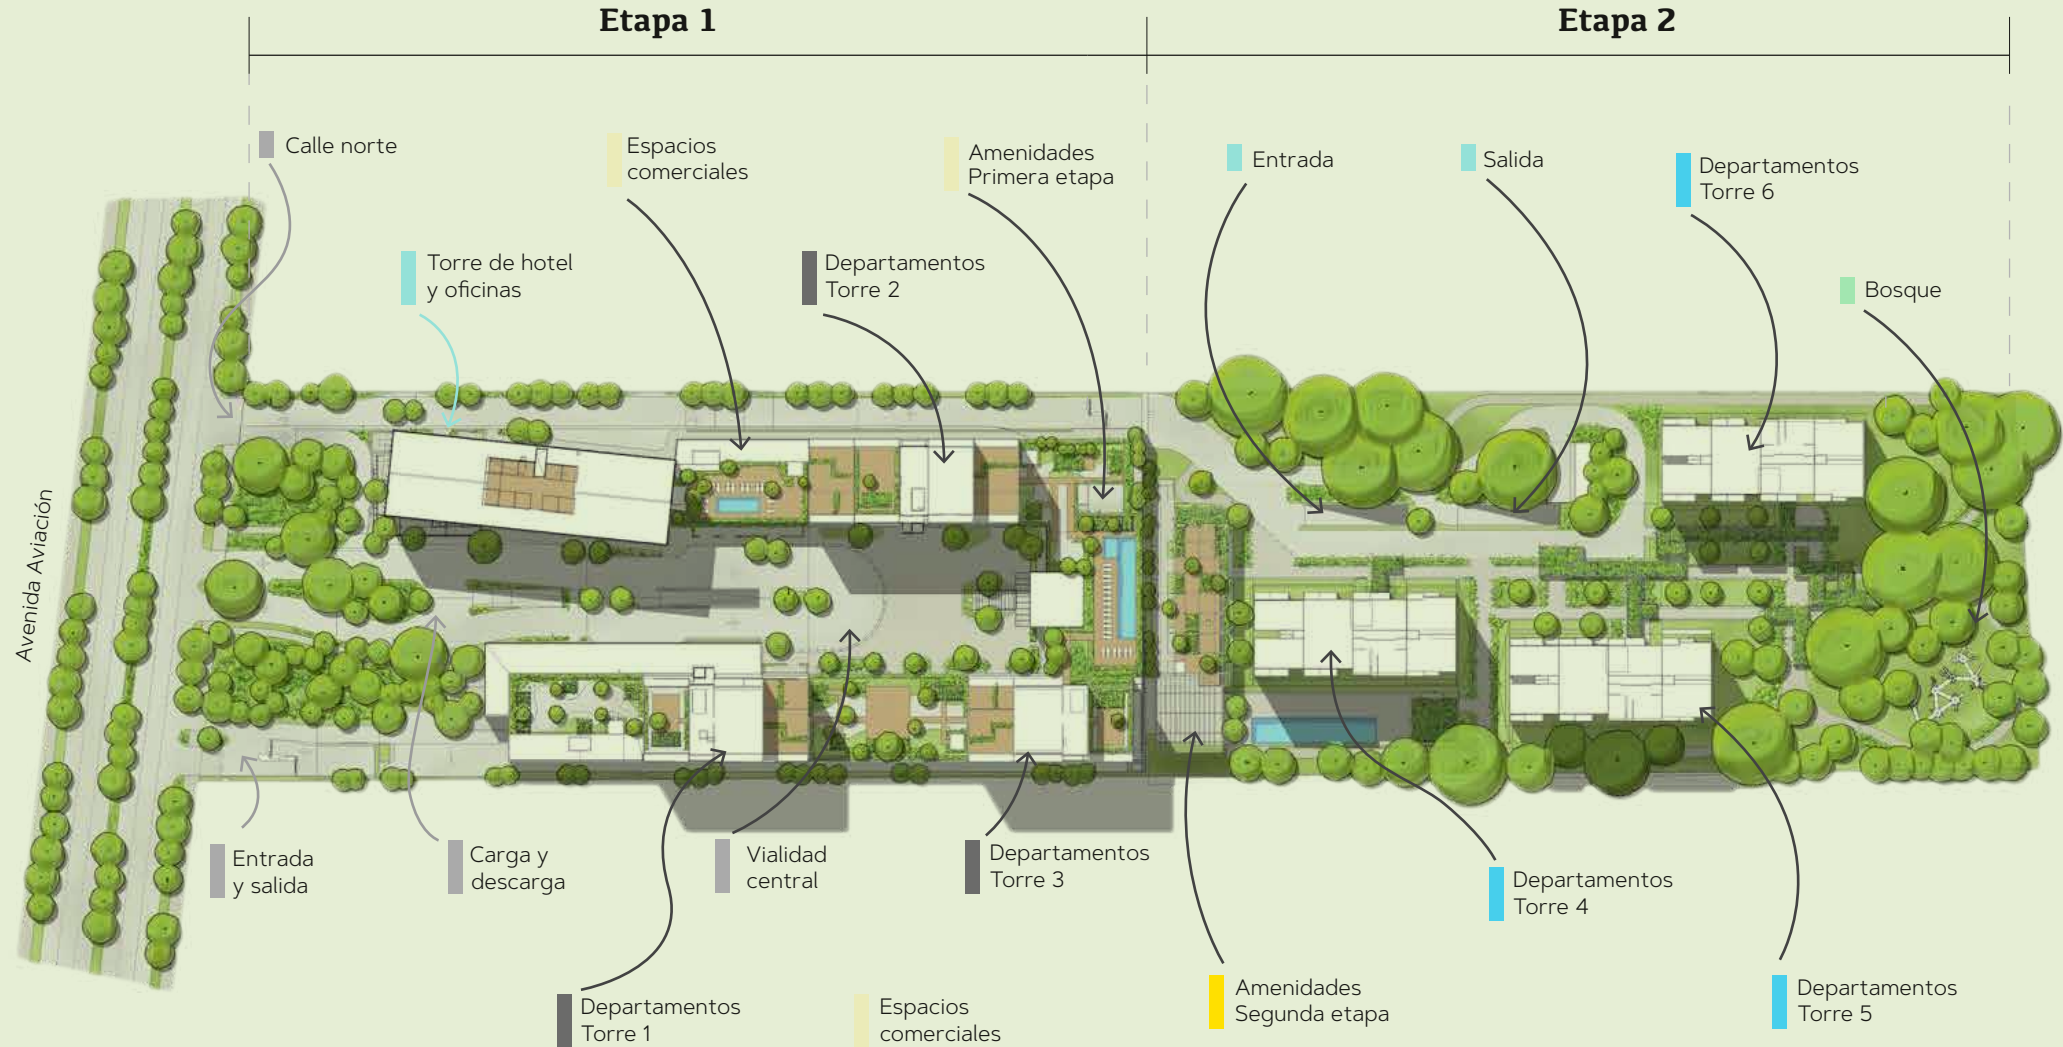 Etapa 1
Etapa 2
Calle norte
Espacios
comerciales
Amenidades
Primera etapa
Entrada
Salida
Departamentos
Torre 6
Torre de hotel
y oficinas
Departamentos
Torre 2
Bosque
Avenida Aviación
Entrada
y salida
Carga y
descarga
Vialidad
central
Departamentos
Torre 3
Departamentos
Torre 4
Departamentos
Torre 1
Espacios
comerciales
Amenidades
Segunda etapa
Departamentos
Torre 5